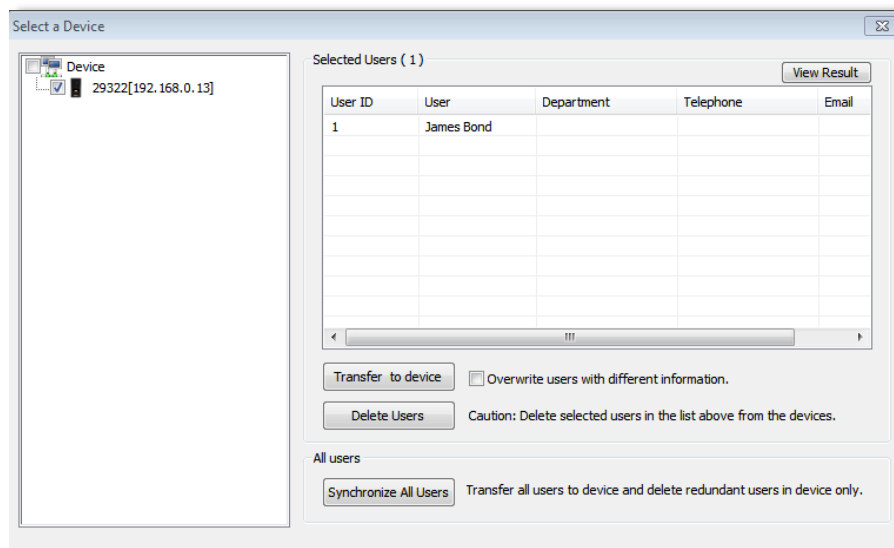 Select a Device
Device
29322[192.168.0.13]
Selected Users ( 1 )
View Result
User ID User Department Telephone Email
1 James Bond
Transfer to device Overwrite users with different information.
Delete Users Caution: Delete selected users in the list above from the devices.
All users
Synchronize All Users Transfer all users to device and delete redundant users in device only.